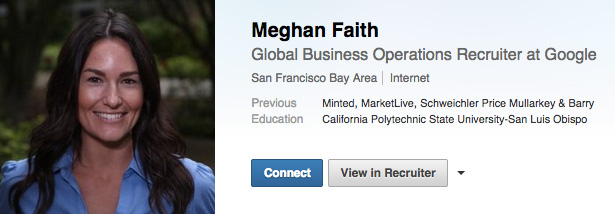 Meghan Faith
Global Business Operations Recruiter at Google
San Francisco Bay Area | Internet
Previous Minted, MarketLive, Schweichler Price Mullarkey & Barry
Education California Polytechnic State University-San Luis Obispo
Connect View in Recruiter